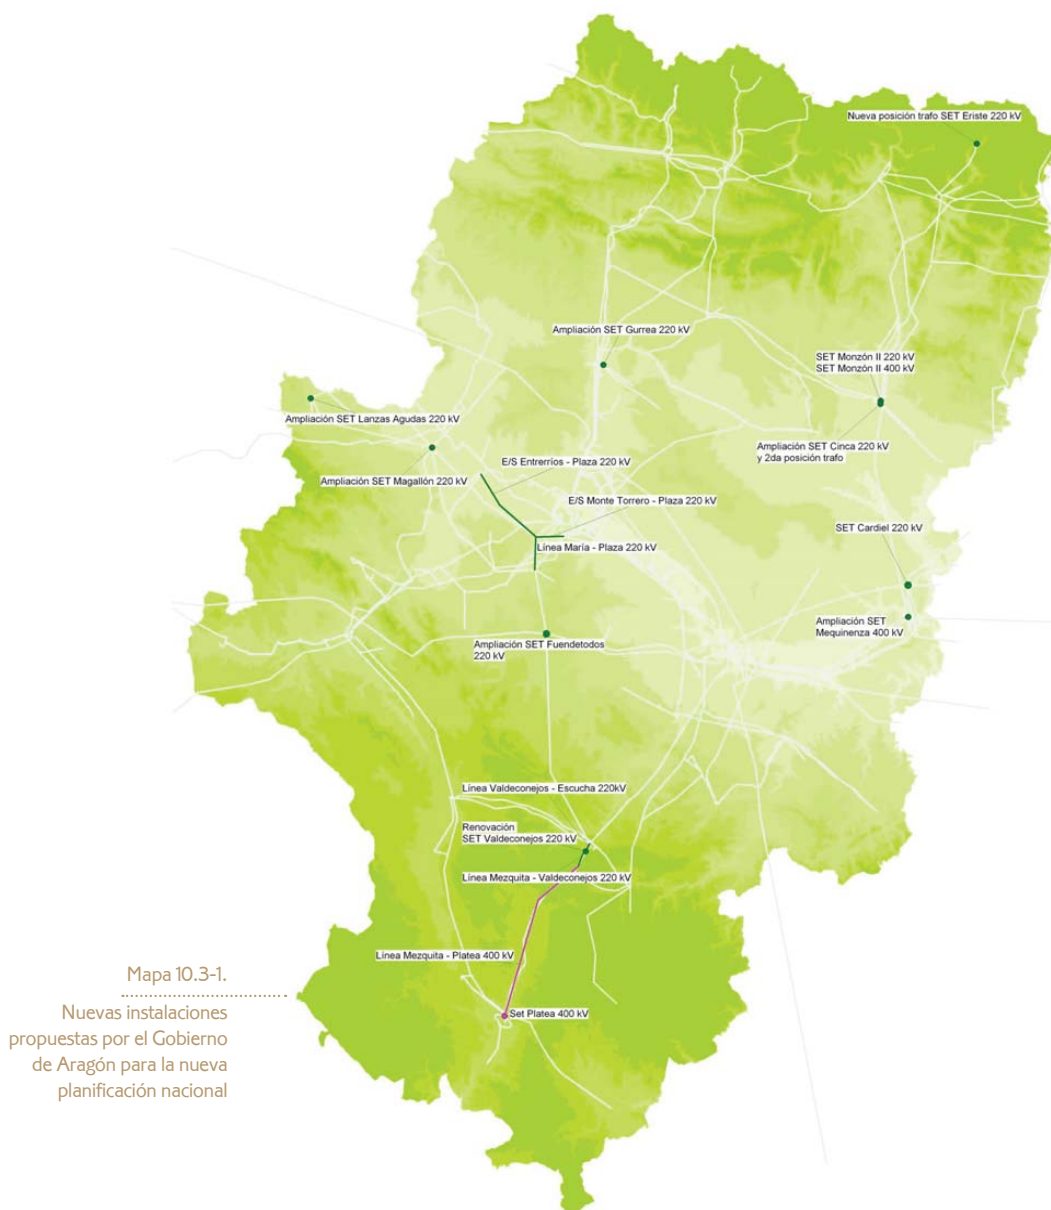 Nueva posición trafo SET Eriste 220 kV
Ampliación SET Gurrea 220 kV
SET Monzón II 220 kV
SET Monzón II 400 kV
Ampliación SET Lanzas Agudas 220 kV
Ampliación SET Cinca 220 kV
y 2da posición trafo
E/S Entrerríos - Plaza 220 kV
Ampliación SET Magallón 220 kV
E/S Monte Torrero - Plaza 220 kV
SET Cardiel 220 kV
Línea María - Plaza 220 kV
Ampliación SET
Mequinenza 400 kV
Ampliación SET Fuendetodos
220 kV
Línea Valdeconejos - Escucha 220kV
Renovación
SET Valdeconejos 220 kV
Línea Mezquita - Valdeconejos 220 kV
Línea Mezquita - Platea 400 kV
Set Platea 400 kV
Mapa 10.3-1.
Nuevas instalaciones
propuestas por el Gobierno
de Aragón para la nueva
planificación nacional